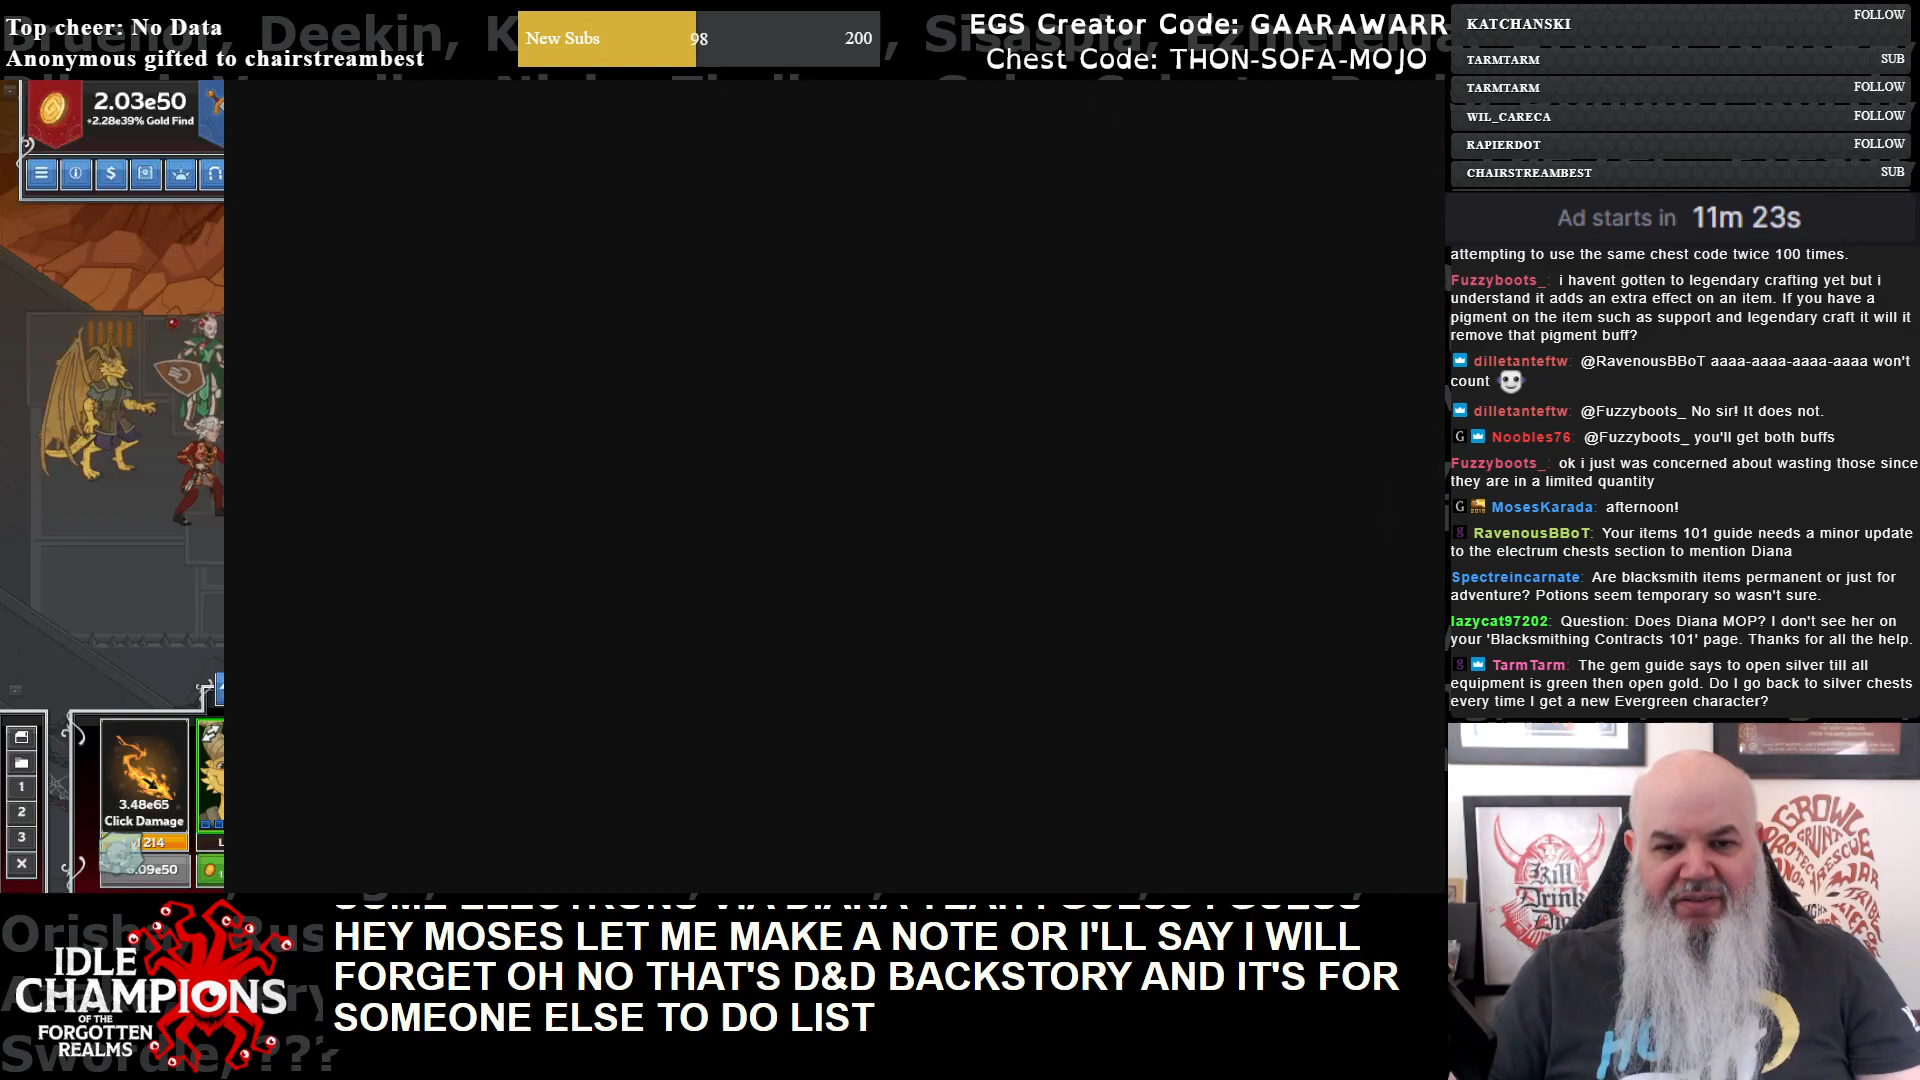 Top cheer: No Data
Anonymous gifted to chairstreambest
New Subs
98
200
EGS Creator Code: GAARAWARR
Chest Code: THON-SOFA-MOJO
KATCHANSKI FOLLOW
TARMTARM SUB
TARMTARM FOLLOW
WIL_CARECA FOLLOW
RAPIERDOT FOLLOW
CHAIRSTREAMBEST SUB
Ad starts in 11m 23s
2.03e50
+2.28e39% Gold Find
attempting to use the same chest code twice 100 times.
Fuzzyboots_: i havent gotten to legendary crafting yet but i
understand it adds an extra effect on an item. If you have a
pigment on the item such as support and legendary craft it will it
remove that pigment buff?
dilletanteftw: @RavenousBBoT aaaa-aaaa-aaaa-aaaa won't
count
dilletanteftw: @Fuzzyboots_ No sir! It does not.
G Noobles76: @Fuzzyboots_ you'll get both buffs
Fuzzyboots_: ok i just was concerned about wasting those since
they are in a limited quantity
G MosesKarada: afternoon!
RavenousBBoT: Your items 101 guide needs a minor update
to the electrum chests section to mention Diana
Spectreincarnate: Are blacksmith items permanent or just for
adventure? Potions seem temporary so wasn't sure.
lazycat97202: Question: Does Diana MOP? I don't see her on
your 'Blacksmithing Contracts 101' page. Thanks for all the help.
TarmTarm: The gem guide says to open silver till all
equipment is green then open gold. Do I go back to silver chests
every time I get a new Evergreen character?
1
2
3
3.48e65
Click Damage
214
.09e50
Kill
Drink
IDLE
CHAMPIONS
OF THE
FORGOTTEN
REALMS
HEY MOSES LET ME MAKE A NOTE OR I'LL SAY I WILL
FORGET OH NO THAT'S D&D BACKSTORY AND IT'S FOR
SOMEONE ELSE TO DO LIST
Swordle, ???